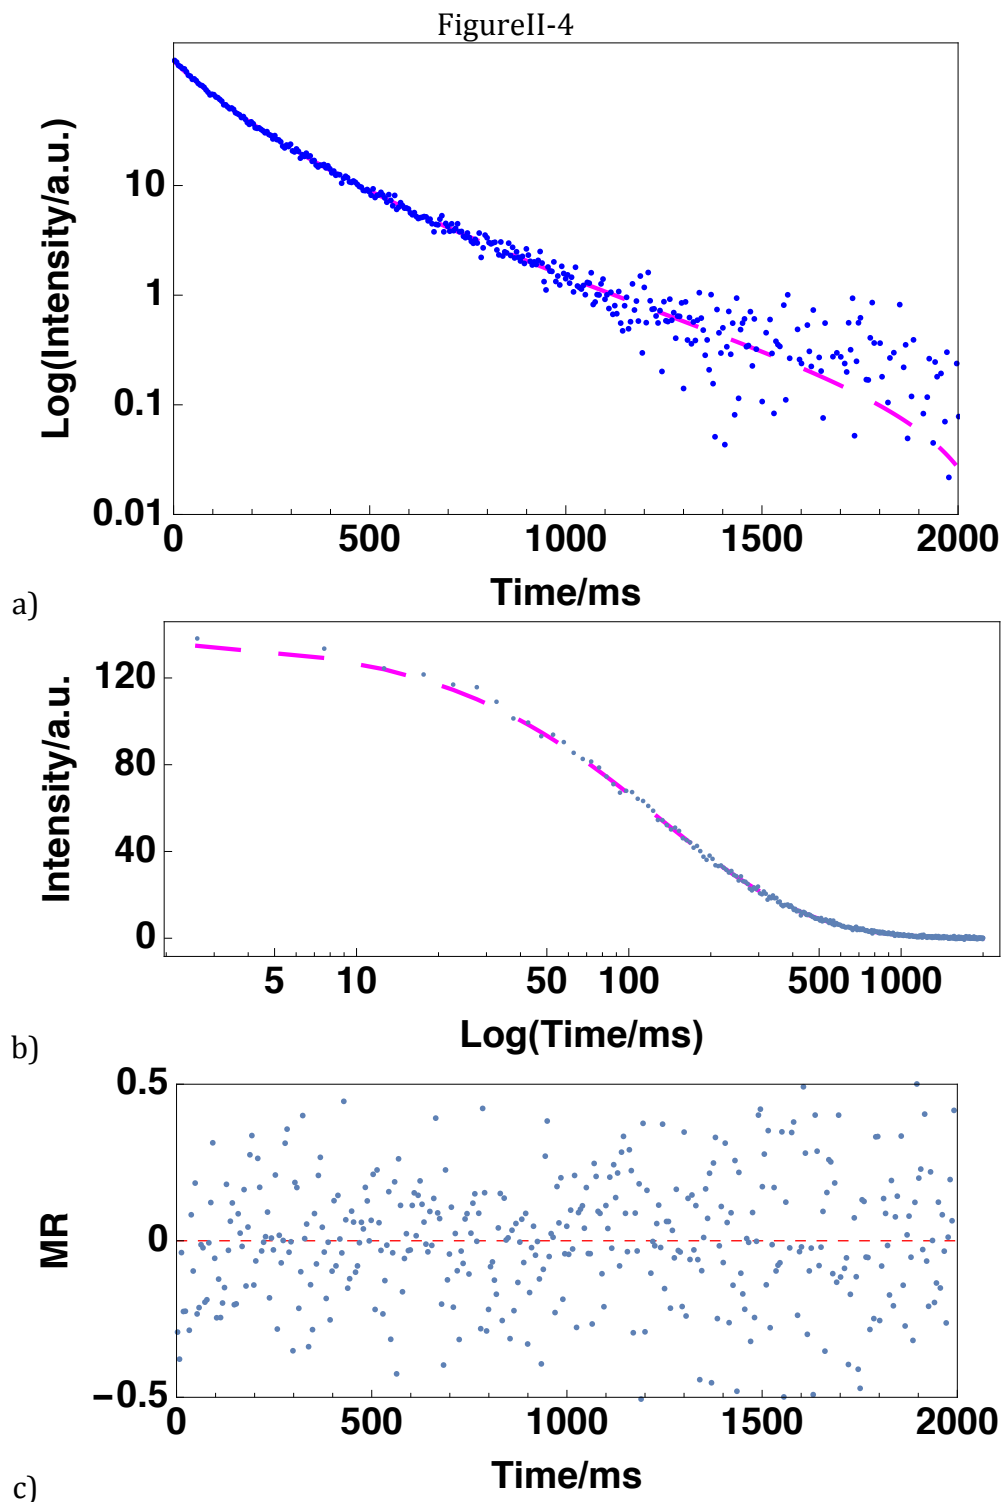 FigureII-4
Log(Intensity/a.u.)
10
1
0.1
0.01
0 500 1000 1500 2000
Time/ms
a)
Intensity/a.u.
120
80
40
0
5 10 50 100 500 1000
Log(Time/ms)
b)
MR
0.5
0
−0.5
0 500 1000 1500 2000
Time/ms
c)